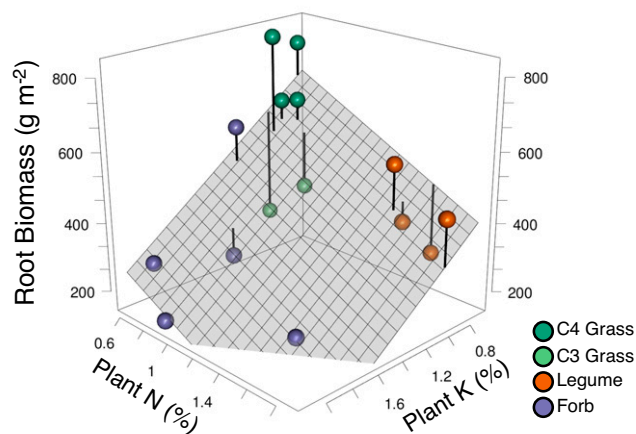 Root Biomass (g m-2)
800
600
400
200
800
600
400
200
0.6
1
1.4
Plant N (%)
0.8
1.2
1.6
Plant K (%)
C4 Grass
C3 Grass
Legume
Forb